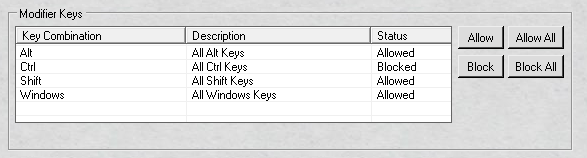 Modifier Keys
Key Combination Description Status
Alt All Alt Keys Allowed
Ctrl All Ctrl Keys Blocked
Shift All Shift Keys Allowed
Windows All Windows Keys Allowed
Allow Allow All
Block Block All